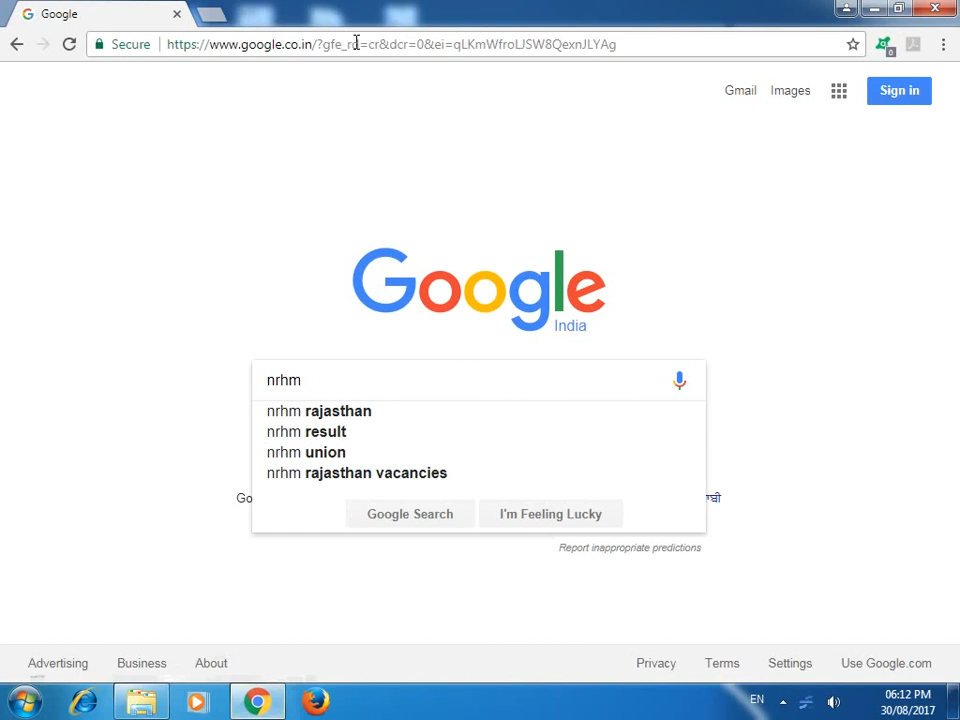 Google
Secure https://www.google.co.in/?gfe_rd=cr&dcr=0&ei=qLKmWfroLJSW8QexnJLYAg
0
Gmail Images Sign in
Google
India
nrhm
nrhm rajasthan
nrhm result
nrhm union
nrhm rajasthan vacancies
Go
Google Search I'm Feeling Lucky
Report inappropriate predictions
Advertising Business About Privacy Terms Settings Use Google.com
EN 06:12 PM
30/08/2017